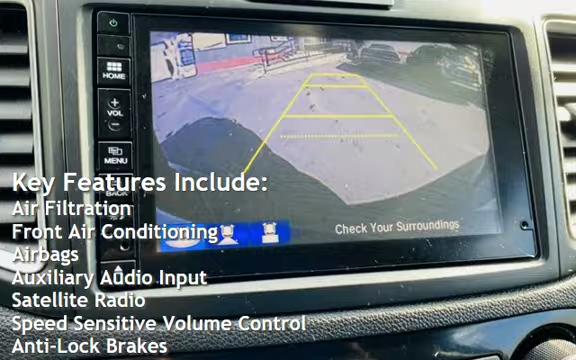 HOME
+
VOL
−
MENU
BACK
Check Your Surroundings
Key Features Include:
Air Filtration
Front Air Conditioning
Airbags
Auxiliary Audio Input
Satellite Radio
Speed Sensitive Volume Control
Anti-Lock Brakes